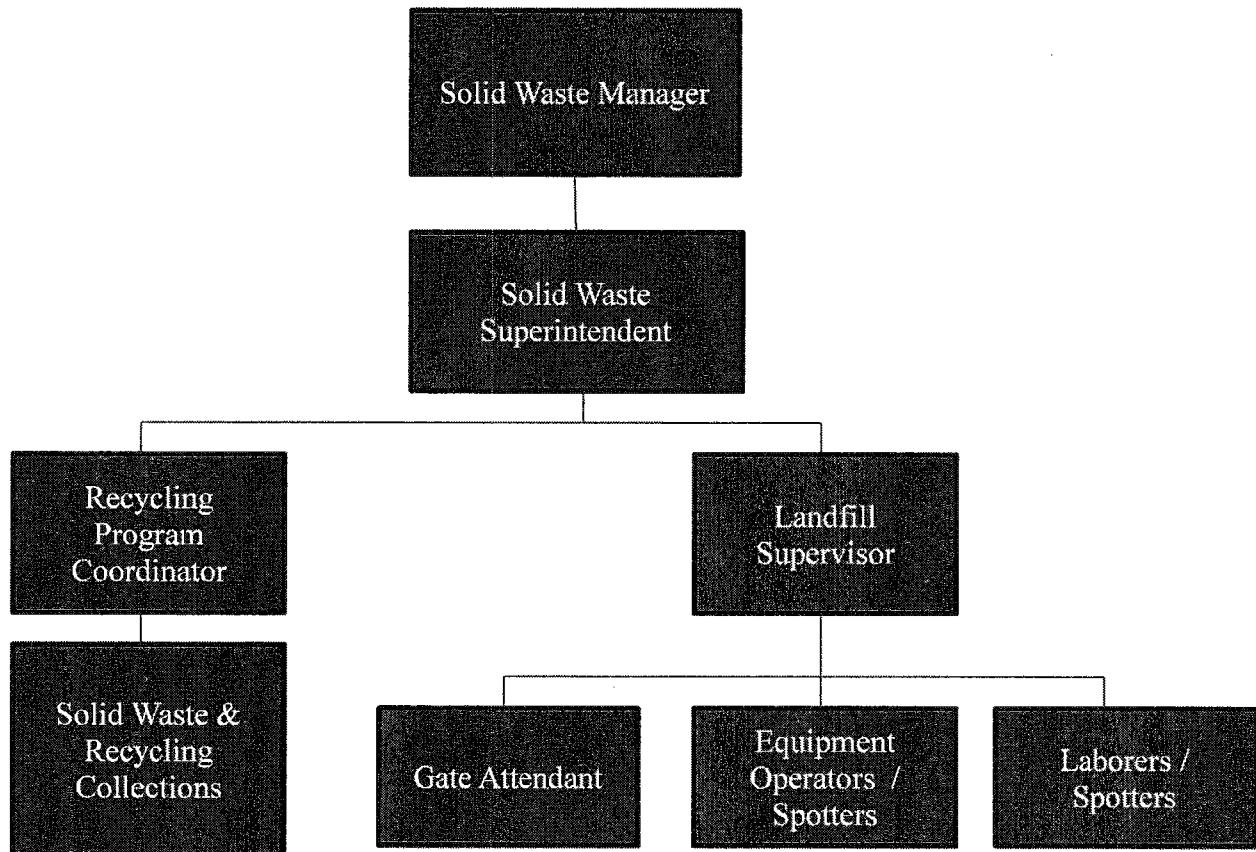 Solid Waste Manager
Solid Waste
Superintendent
Recycling
Program
Coordinator
Landfill
Supervisor
Solid Waste &
Recycling
Collections
Gate Attendant
Equipment
Operators /
Spotters
Laborers /
Spotters